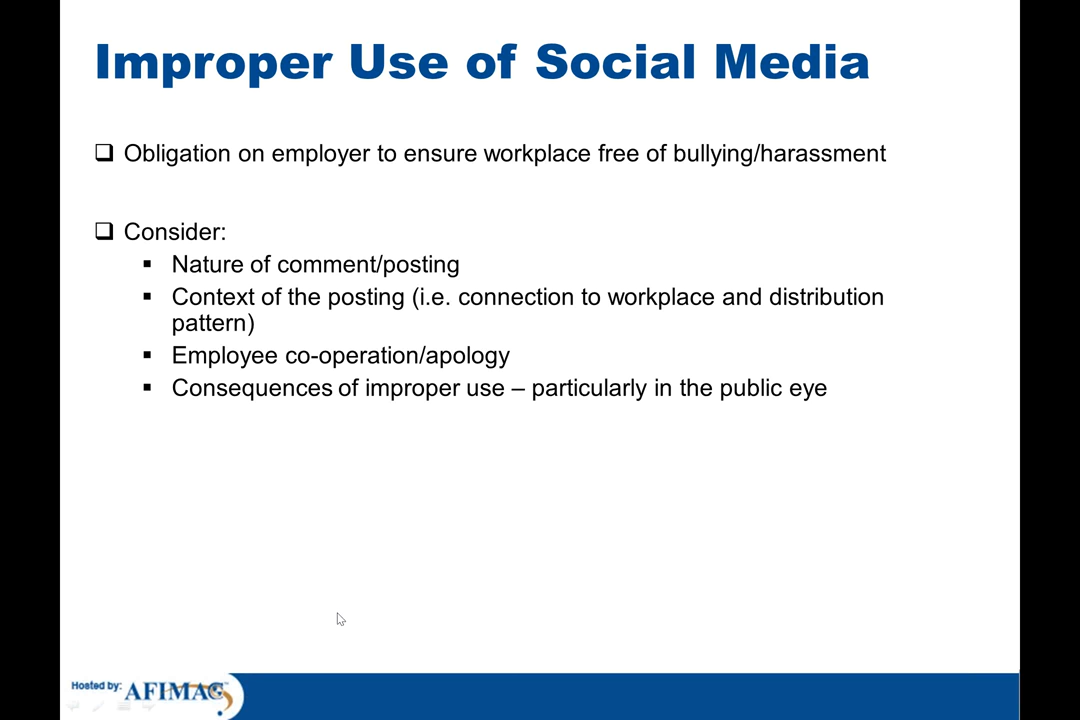 Improper Use of Social Media
❑ Obligation on employer to ensure workplace free of bullying/harassment
❑ Consider:
▪ Nature of comment/posting
▪ Context of the posting (i.e. connection to workplace and distribution
pattern)
▪ Employee co-operation/apology
▪ Consequences of improper use – particularly in the public eye
Hosted by: AFIMAC